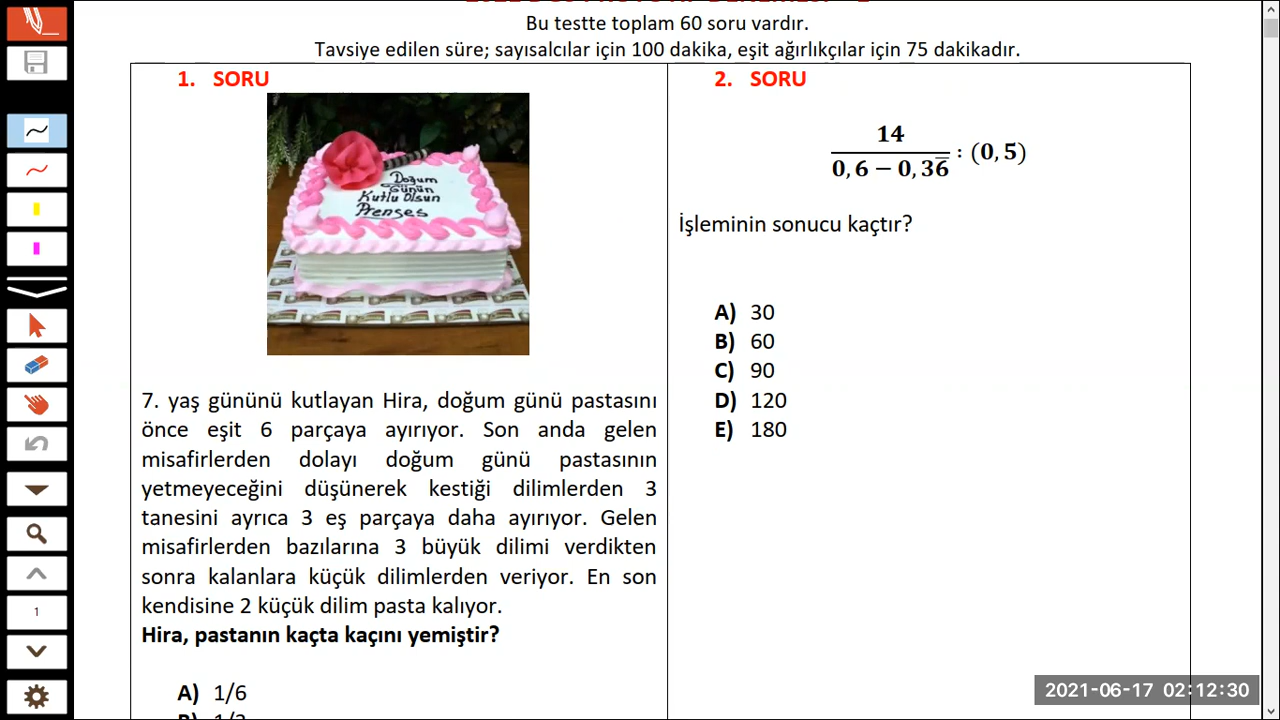 Bu testte toplam 60 soru vardır.
Tavsiye edilen süre; sayısalcılar için 100 dakika, eşit ağırlıkçılar için 75 dakikadır.
1. SORU
Doğum
Günün
Kutlu Olsun
Prenses
7. yaş gününü kutlayan Hira, doğum günü pastasını
önce eşit 6 parçaya ayırıyor. Son anda gelen
misafirlerden dolayı doğum günü pastasının
yetmeyeceğini düşünerek kestiği dilimlerden 3
tanesini ayrıca 3 eş parçaya daha ayırıyor. Gelen
misafirlerden bazılarına 3 büyük dilimi verdikten
sonra kalanlara küçük dilimlerden veriyor. En son
kendisine 2 küçük dilim pasta kalıyor.
Hira, pastanın kaçta kaçını yemiştir?
A) 1/6
2. SORU
14
0,6 − 0,36̅ : (0,5)
İşleminin sonucu kaçtır?
A) 30
B) 60
C) 90
D) 120
E) 180
1
2021-06-17 02:12:30